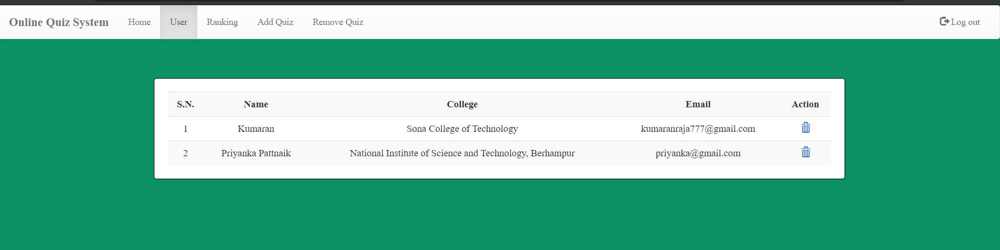 Online Quiz System Home User Ranking Add Quiz Remove Quiz Log out
S.N. Name College Email Action
1 Kumaran Sona College of Technology kumaranraja777@gmail.com
2 Priyanka Pattnaik National Institute of Science and Technology, Berhampur priyanka@gmail.com